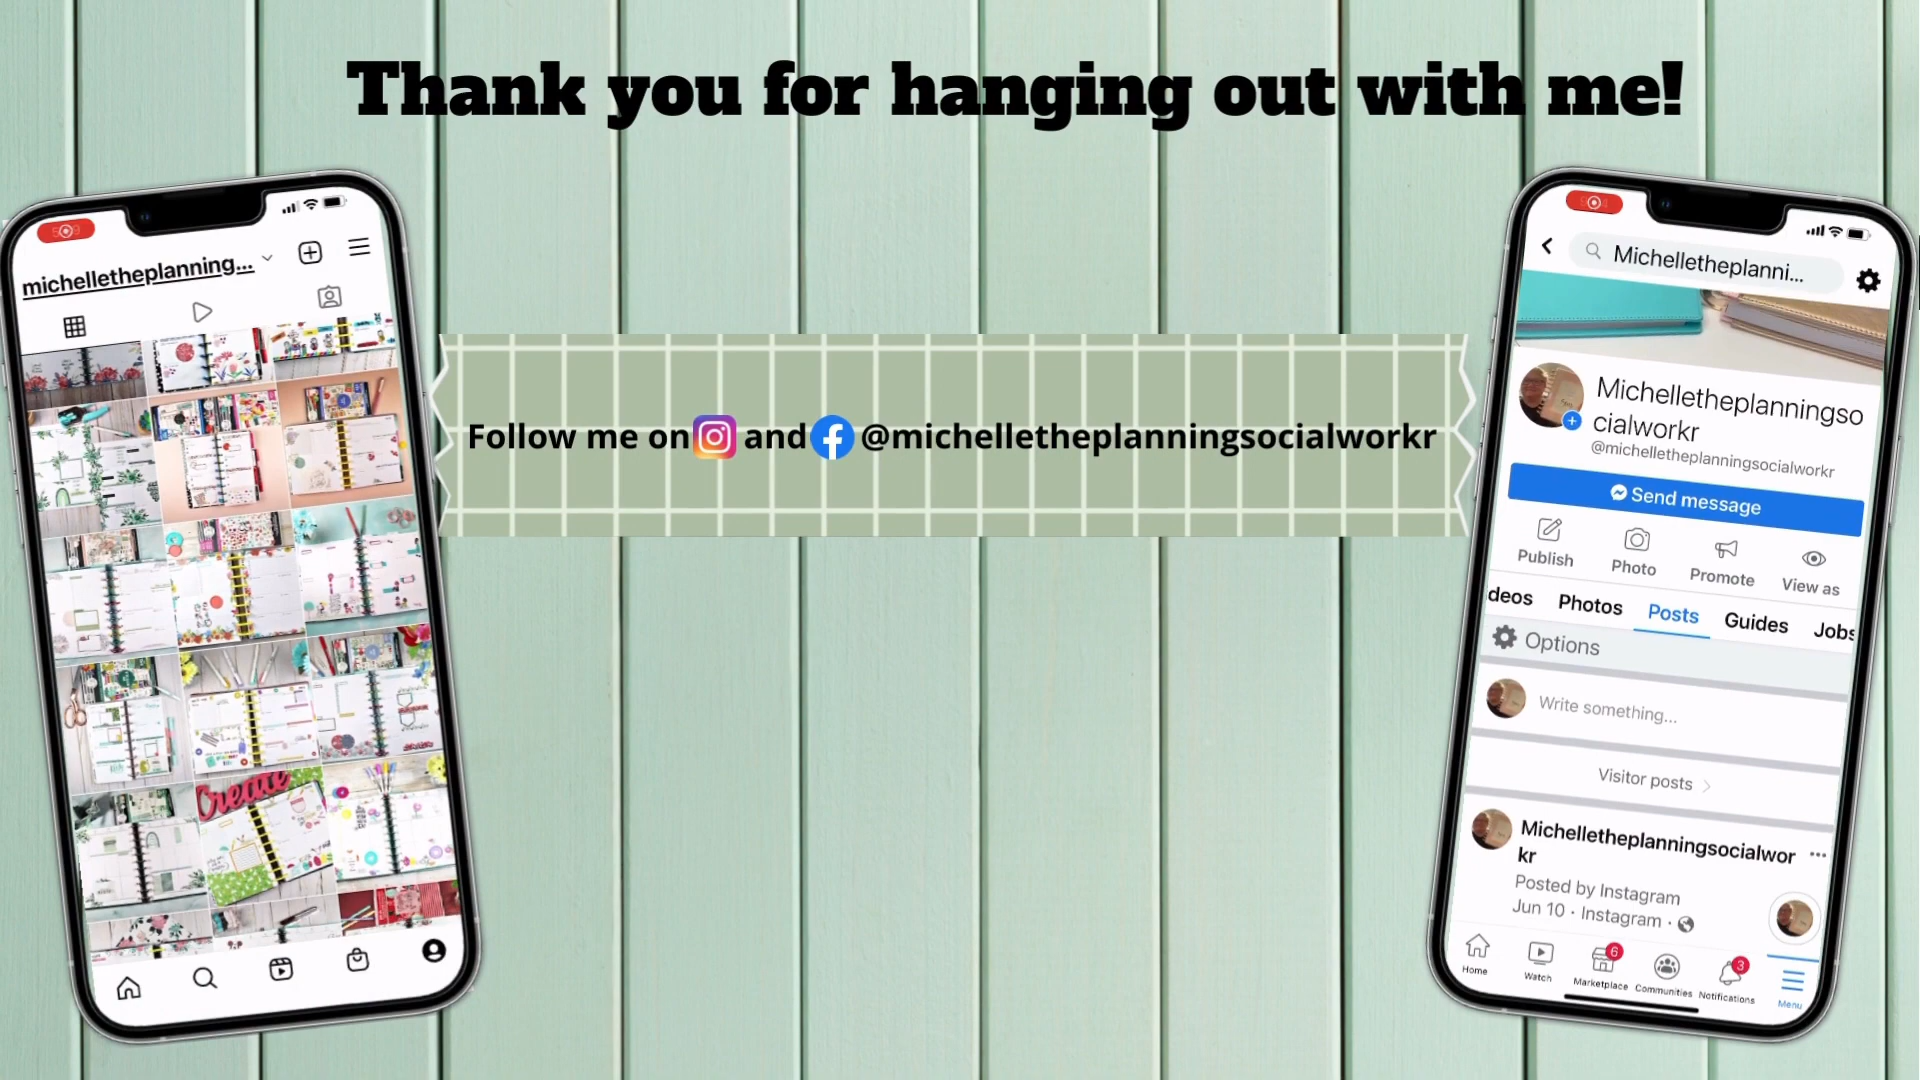 Thank you for hanging out with me!
michelletheplanning...
Create
Follow me on and @michelletheplanningsocialworkr
Michelletheplanni...
Michelletheplanningso
cialworkr
@michelletheplanningsocialworkr
Send message
Publish Photo Promote View as
deos Photos Posts Guides Jobs
Options
Write something...
Visitor posts
Michelletheplanningsocialwor
kr
Posted by Instagram
Jun 10 · Instagram ·
6 3
Home Watch Marketplace Communities Notifications Menu